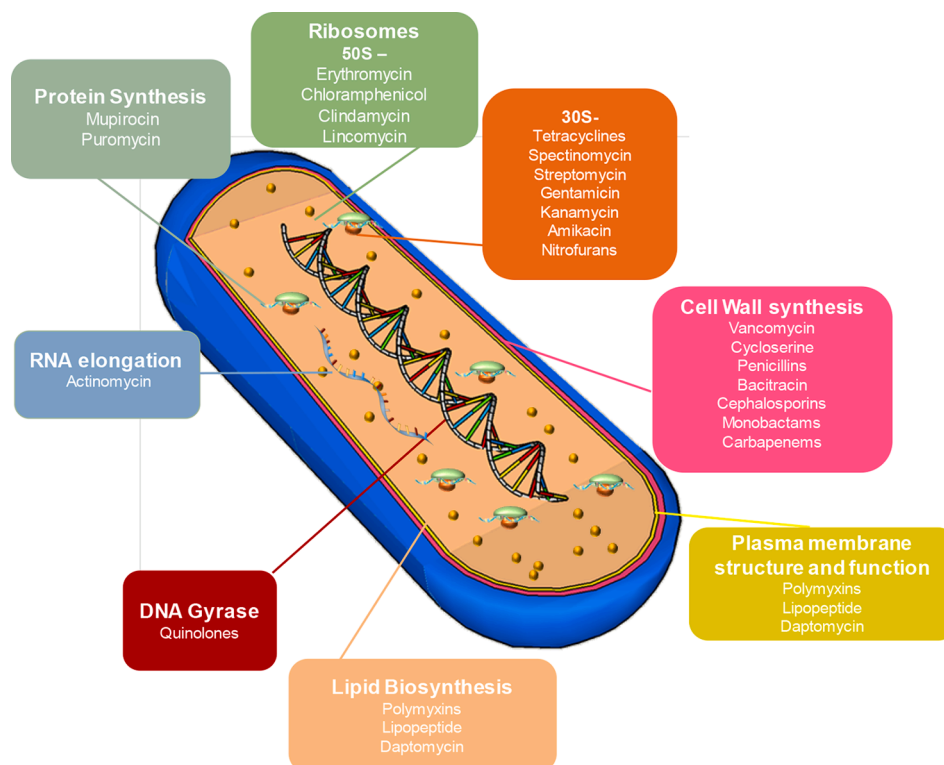 Ribosomes
50S –
Erythromycin
Chloramphenicol
Clindamycin
Lincomycin
Protein Synthesis
Mupirocin
Puromycin
30S-
Tetracyclines
Spectinomycin
Streptomycin
Gentamicin
Kanamycin
Amikacin
Nitrofurans
Cell Wall synthesis
Vancomycin
Cycloserine
Penicillins
Bacitracin
Cephalosporins
Monobactams
Carbapenems
RNA elongation
Actinomycin
Plasma membrane
structure and function
Polymyxins
Lipopeptide
Daptomycin
DNA Gyrase
Quinolones
Lipid Biosynthesis
Polymyxins
Lipopeptide
Daptomycin